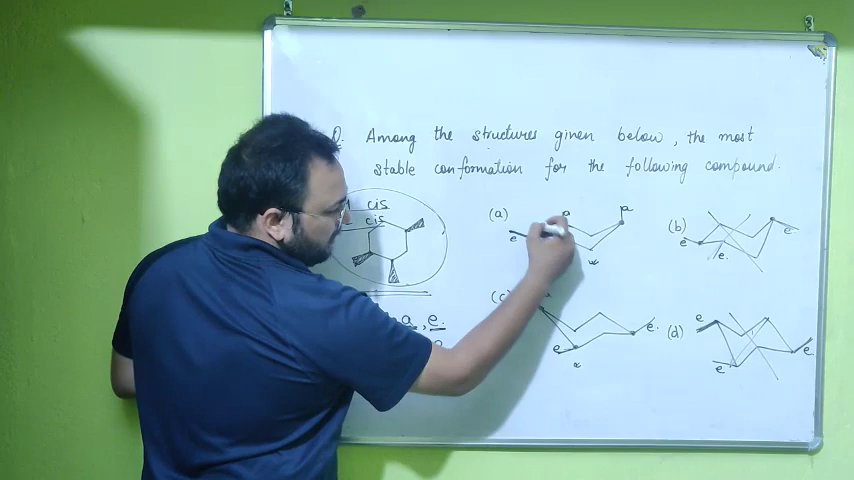 Q. Among the structures given below, the most
stable conformation for the following compound.
cis
cis
(a) a a
e
(b) e e
e
a, e.
(c) e e.
(d) e e
e